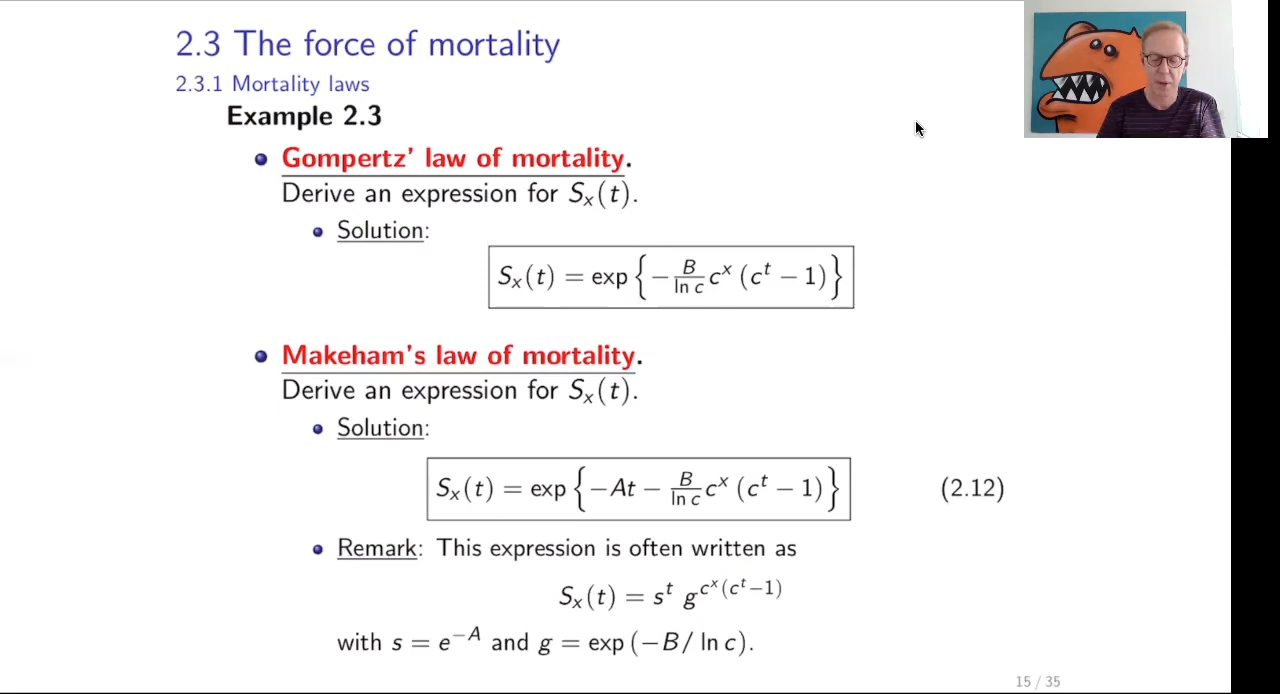 2.3 The force of mortality
2.3.1 Mortality laws
Example 2.3
• Gompertz' law of mortality.
Derive an expression for Sₓ(t).
• Solution:
Sₓ(t) = exp{−\frac{B}{ln c} c^x (c^t − 1)}
• Makeham's law of mortality.
Derive an expression for Sₓ(t).
• Solution:
Sₓ(t) = exp{−At − \frac{B}{ln c} c^x (c^t − 1)} (2.12)
• Remark: This expression is often written as
Sₓ(t) = s^t g^{c^x(c^t−1)}
with s = e^{−A} and g = exp(−B/ ln c).
15 / 35